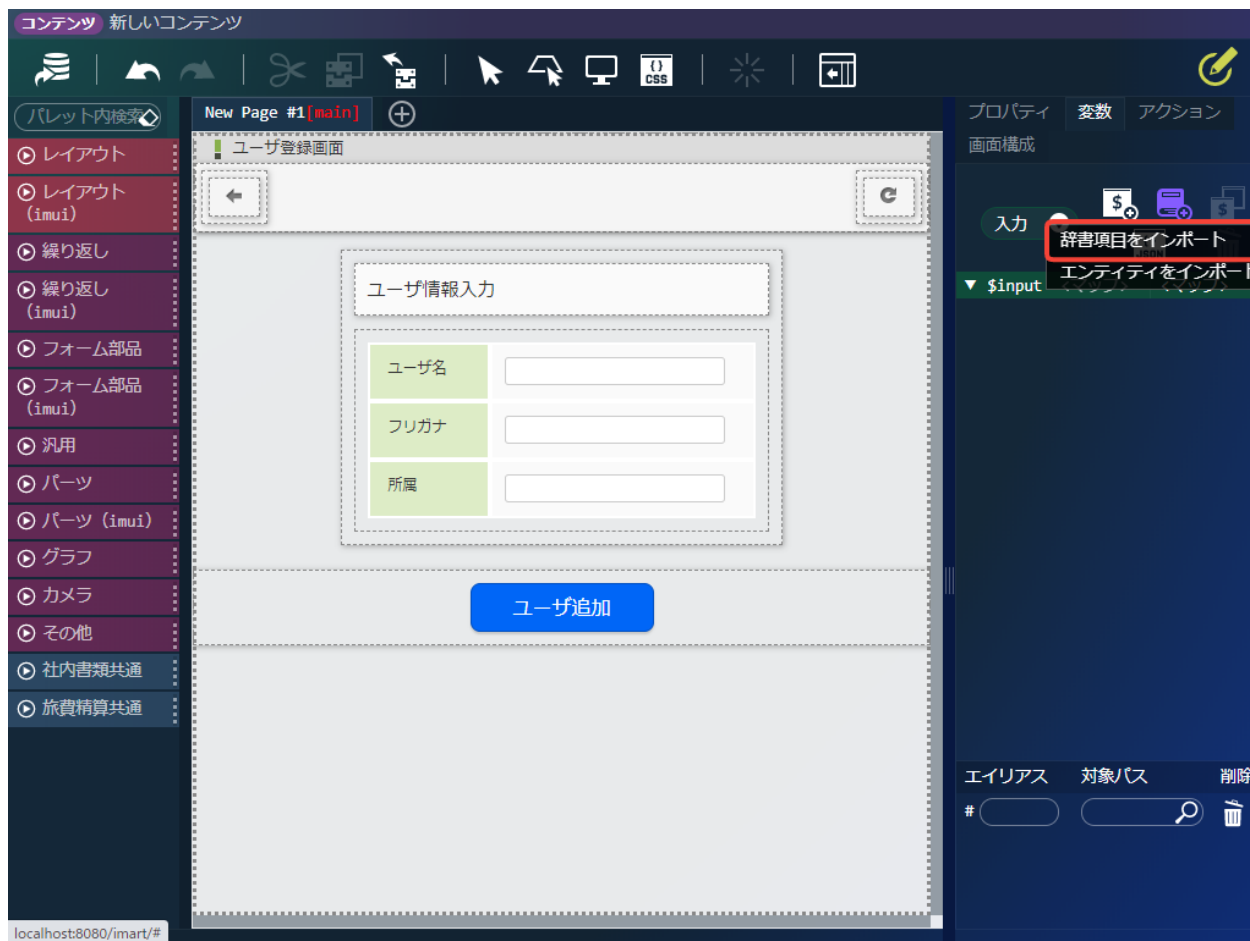 コンテンツ 新しいコンテンツ
{} CSS
パレット内検索
New Page #1[main]
プロパティ 変数 アクション
画面構成
レイアウト
レイアウト
(imui)
繰り返し
繰り返し
(imui)
フォーム部品
フォーム部品
(imui)
汎用
パーツ
パーツ (imui)
グラフ
カメラ
その他
社内書類共通
旅費精算共通
ユーザ登録画面
ユーザ情報入力
ユーザ名
フリガナ
所属
ユーザ追加
入力
$
$
辞書項目をインポート
エンティティをインポート
$input <マップ> <マップ>
エイリアス 対象パス 削除
#
localhost:8080/imart/#